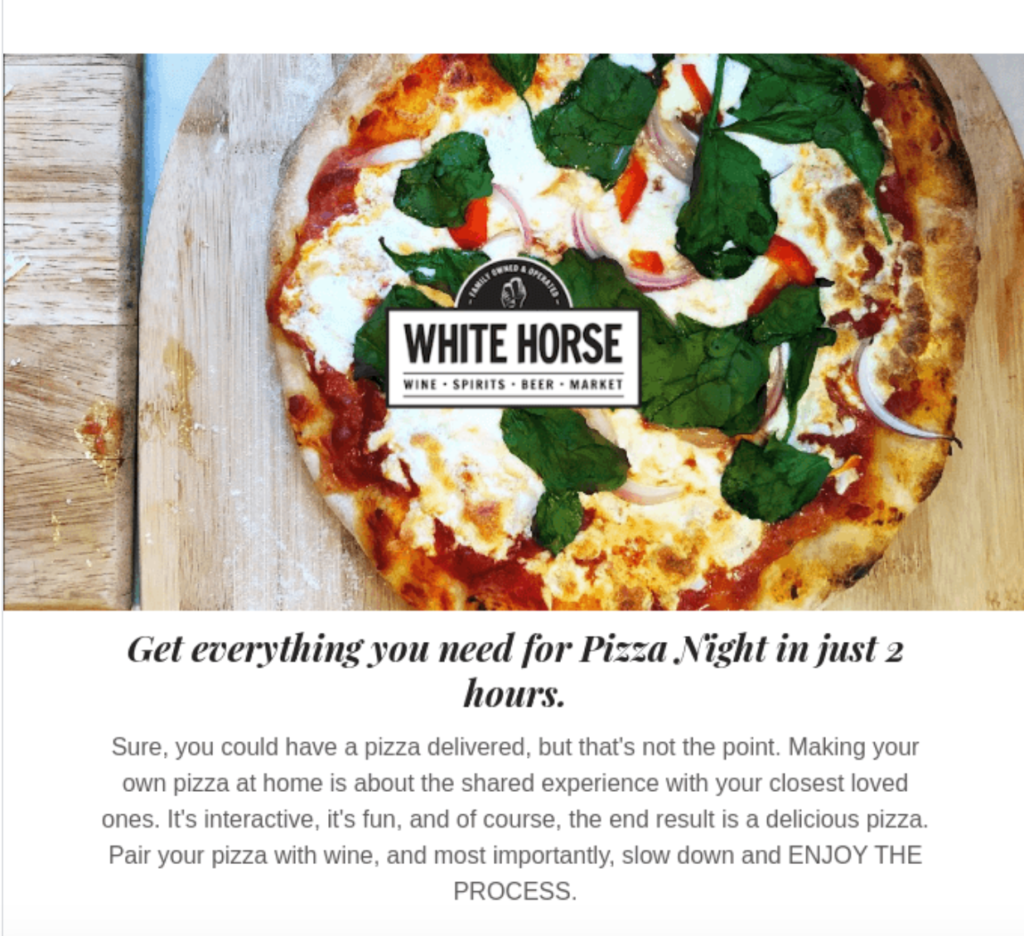 - FAMILY OWNED & OPERATED -
WHITE HORSE
WINE • SPIRITS • BEER • MARKET
Get everything you need for Pizza Night in just 2
hours.
Sure, you could have a pizza delivered, but that's not the point. Making your
own pizza at home is about the shared experience with your closest loved
ones. It's interactive, it's fun, and of course, the end result is a delicious pizza.
Pair your pizza with wine, and most importantly, slow down and ENJOY THE
PROCESS.